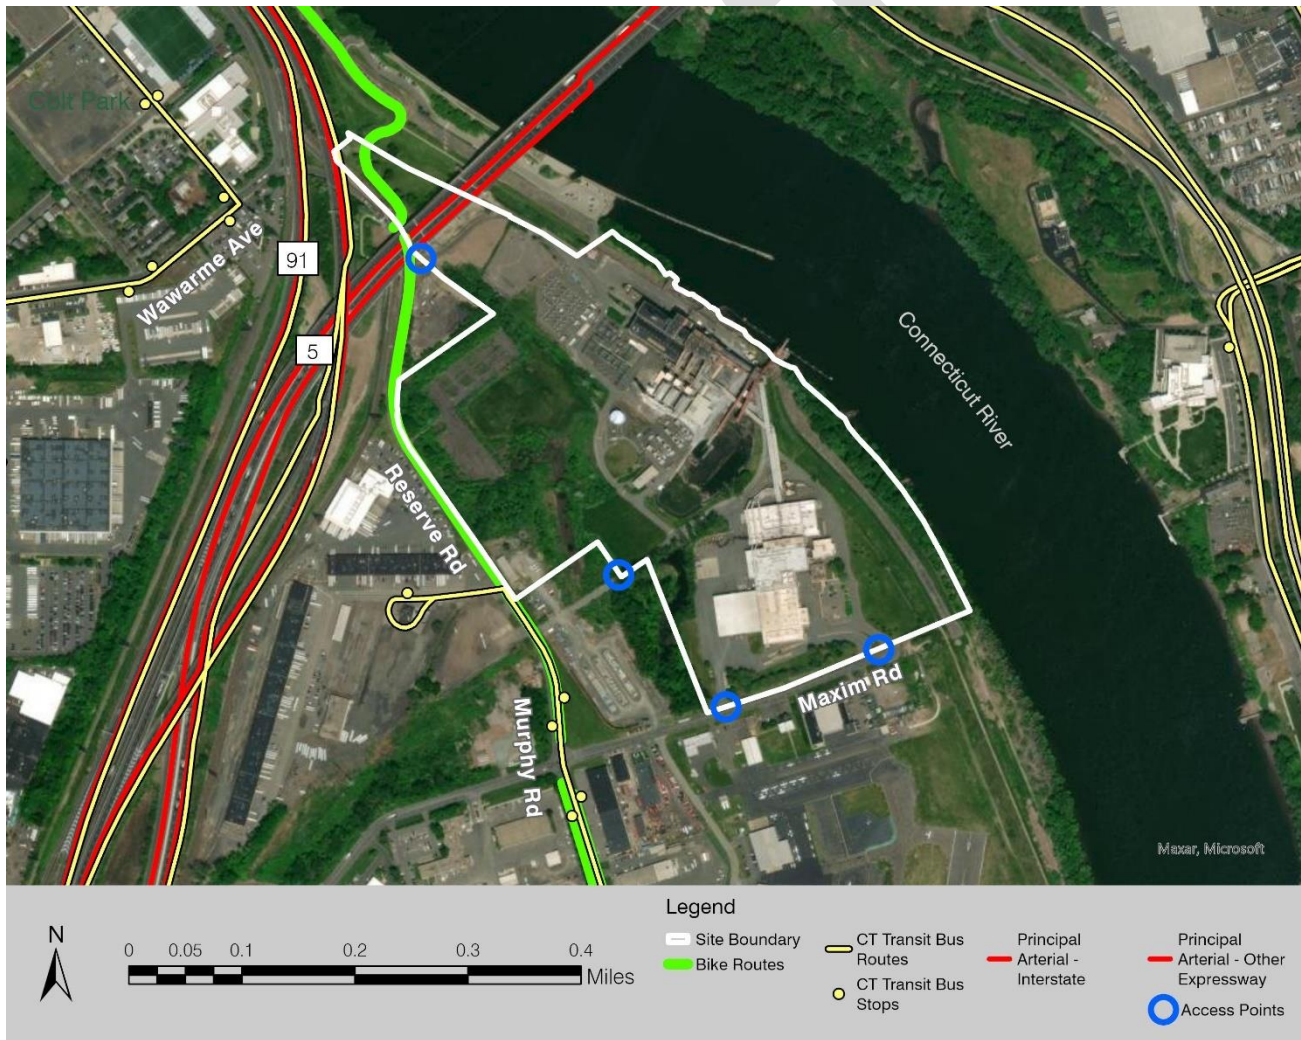 Colt Park
Wawarme Ave
91
5
Connecticut River
Reserve Rd
Maxim Rd
Murphy Rd
Maxar, Microsoft
N
0 0.05 0.1 0.2 0.3 0.4
Miles
Legend
Site Boundary
Bike Routes
CT Transit Bus
Routes
CT Transit Bus
Stops
Principal
Arterial -
Interstate
Principal
Arterial - Other
Expressway
Access Points